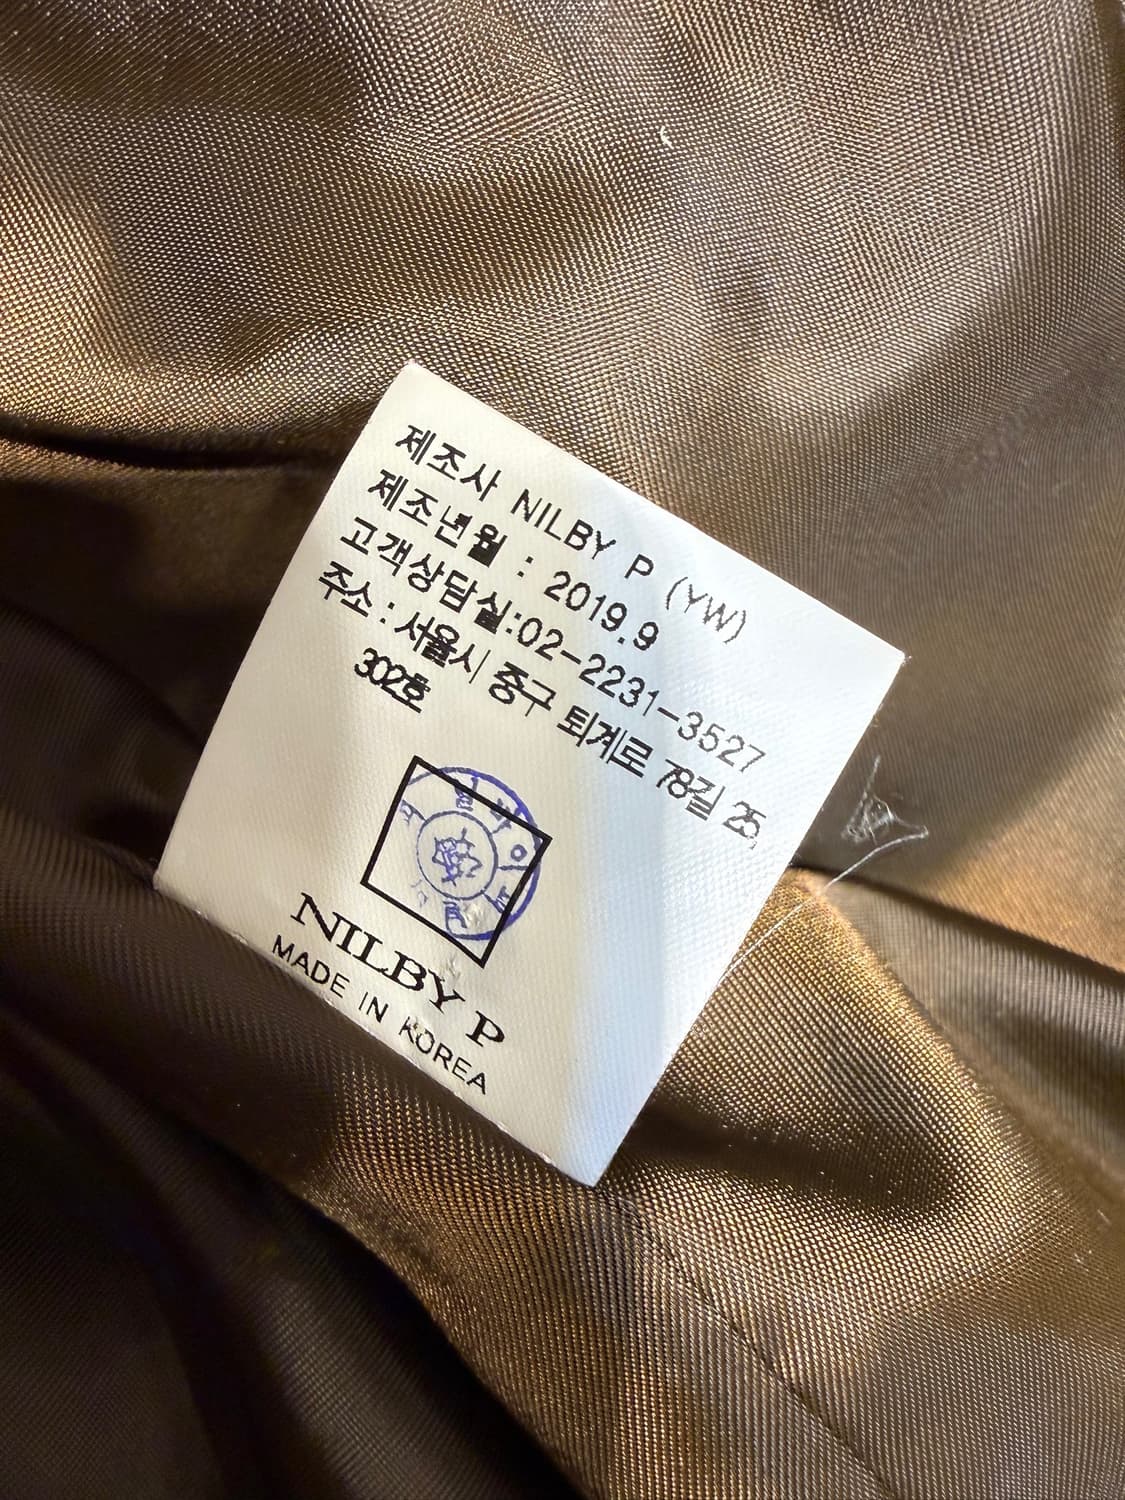 제조사 NILBY P (YW)
제조년월 : 2019.9
고객상담실:02-2231-3527
주소 : 서울시 중구 퇴계로 78길 25,
302호
NILBY P
MADE IN KOREA